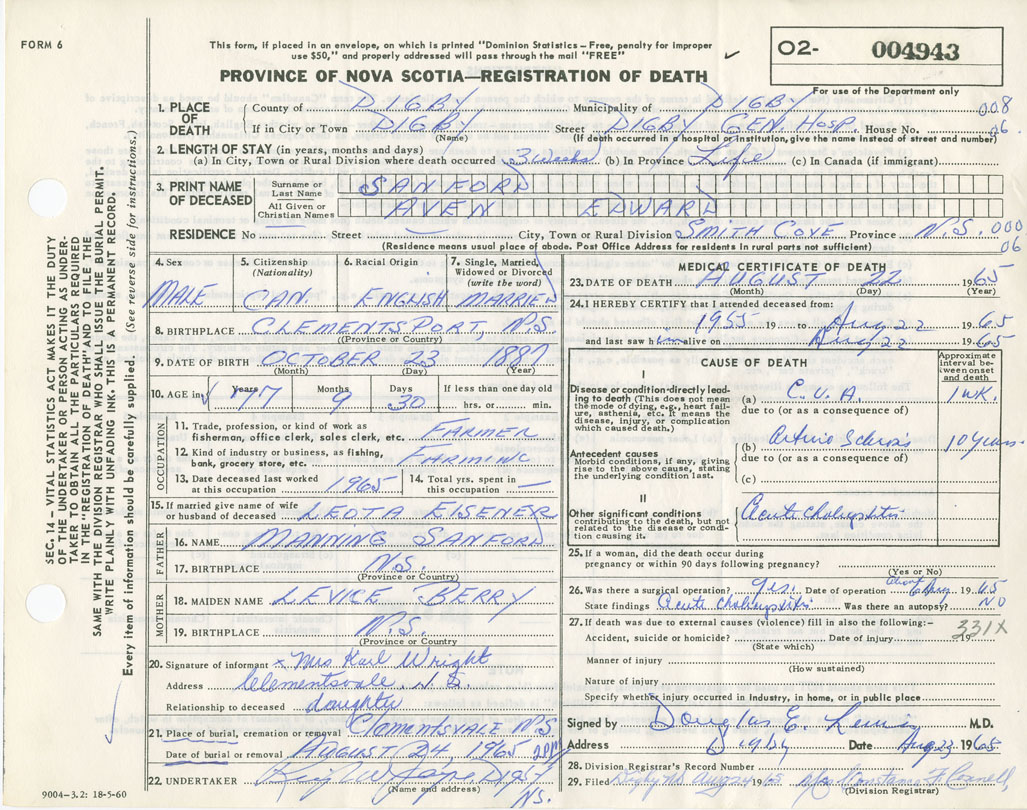 FORM 6
This form, if placed in an envelope, on which is printed "Dominion Statistics – Free, penalty for improper
use $50," and properly addressed will pass through the mail "FREE"
O2- 004943
PROVINCE OF NOVA SCOTIA—REGISTRATION OF DEATH
For use of the Department only
1. PLACE OF DEATH County of DIGBY Municipality of DIGBY 008
If in City or Town DIGBY Street DIGBY GEN. HOSP. House No. 06
(Name) (If death occurred in a hospital or institution, give the name instead of street and number)
2. LENGTH OF STAY (in years, months and days)
(a) In City, Town or Rural Division where death occurred 3 weeks (b) In Province Life (c) In Canada (if immigrant)
3. PRINT NAME OF DECEASED Surname or Last Name SANFORD
All Given or Christian Names AVEN EDWARD
RESIDENCE No — Street — City, Town or Rural Division SMITH COVE Province N.S. 000
06
(Residence means usual place of abode. Post Office Address for residents in rural parts not sufficient)
4. Sex MALE
5. Citizenship (Nationality) CAN.
6. Racial Origin ENGLISH
7. Single, Married, Widowed or Divorced (write the word) MARRIED
8. BIRTHPLACE CLEMENTSPORT, N.S.
(Province or Country)
9. DATE OF BIRTH OCTOBER 23 1887
(Month) (Day) (Year)
10. AGE in Years 77 Months 9 Days 30 If less than one day old hrs. or min.
OCCUPATION
11. Trade, profession, or kind of work as
fisherman, office clerk, sales clerk, etc. FARMER
12. Kind of industry or business, as fishing,
bank, grocery store, etc. FARMING
13. Date deceased last worked at this occupation 1965
14. Total yrs. spent in this occupation —
15. If married give name of wife
or husband of deceased LEOTA EISENER
FATHER
16. NAME MANNING SANFORD
17. BIRTHPLACE N.S.
(Province or Country)
MOTHER
18. MAIDEN NAME LEVICE BERRY
19. BIRTHPLACE N.S.
(Province or Country
20. Signature of informant x Mrs Karl Wright
Address Clementsvale, N.S.
Relationship to deceased daughter
21. Place of burial, cremation or removal CLEMENTSVALE N.S.
Date of burial or removal AUGUST 24, 1965 2PM
22. UNDERTAKER Digby
(Name and address) NS.
9004–3.2: 18-5-60
MEDICAL CERTIFICATE OF DEATH
23. DATE OF DEATH AUGUST 22 1965
(Month) (Day) (Year)
24. I HEREBY CERTIFY that I attended deceased from:
1955 19 to Aug 22 1965
and last saw him alive on Aug 22 1965
CAUSE OF DEATH
Approximate interval between onset and death
I
Disease or condition directly leading to death (This does not mean the mode of dying, e.g., heart failure, asthenia, etc. It means the disease, injury, or complication which caused death.)
(a) C.V.A. 1 WK.
due to (or as a consequence of)
Antecedent causes
Morbid conditions, if any, giving rise to the above cause, stating the underlying condition last.
(b) Arterio Sclerosis 10 years.
due to (or as a consequence of)
(c)
II
Other significant conditions
contributing to the death, but not related to the disease or condition causing it.
Acute cholecystitis
25. If a woman, did the death occur during
pregnancy or within 90 days following pregnancy?
(Yes or No)
26. Was there a surgical operation? Yes. Date of operation about 6 Aug 1965
State findings Acute cholecystitis Was there an autopsy? NO
27. If death was due to external causes (violence) fill in also the following:–
331X
Accident, suicide or homicide? Date of injury 19
(State which)
Manner of injury
(How sustained)
Nature of injury
Specify whether injury occurred in Industry, in home, or in public place
Signed by Douglas E. Lewis M.D.
Address Digby Date Aug 23 1965
28. Division Registrar's Record Number
29. Filed Digby NS Aug 24 1965 Mrs Constance H. Connell
(Division Registrar)
SEC. 14 – VITAL STATISTICS ACT MAKES IT THE DUTY
OF THE UNDERTAKER OR PERSON ACTING AS UNDER-
TAKER TO OBTAIN ALL THE PARTICULARS REQUIRED
IN THE "REGISTRATION OF DEATH" AND TO FILE THE
SAME WITH THE DIVISION REGISTRAR WHO SHALL ISSUE THE BURIAL PERMIT.
WRITE PLAINLY WITH UNFADING INK. THIS IS A PERMANENT RECORD.
Every item of information should be carefully supplied. (See reverse side for instructions.)